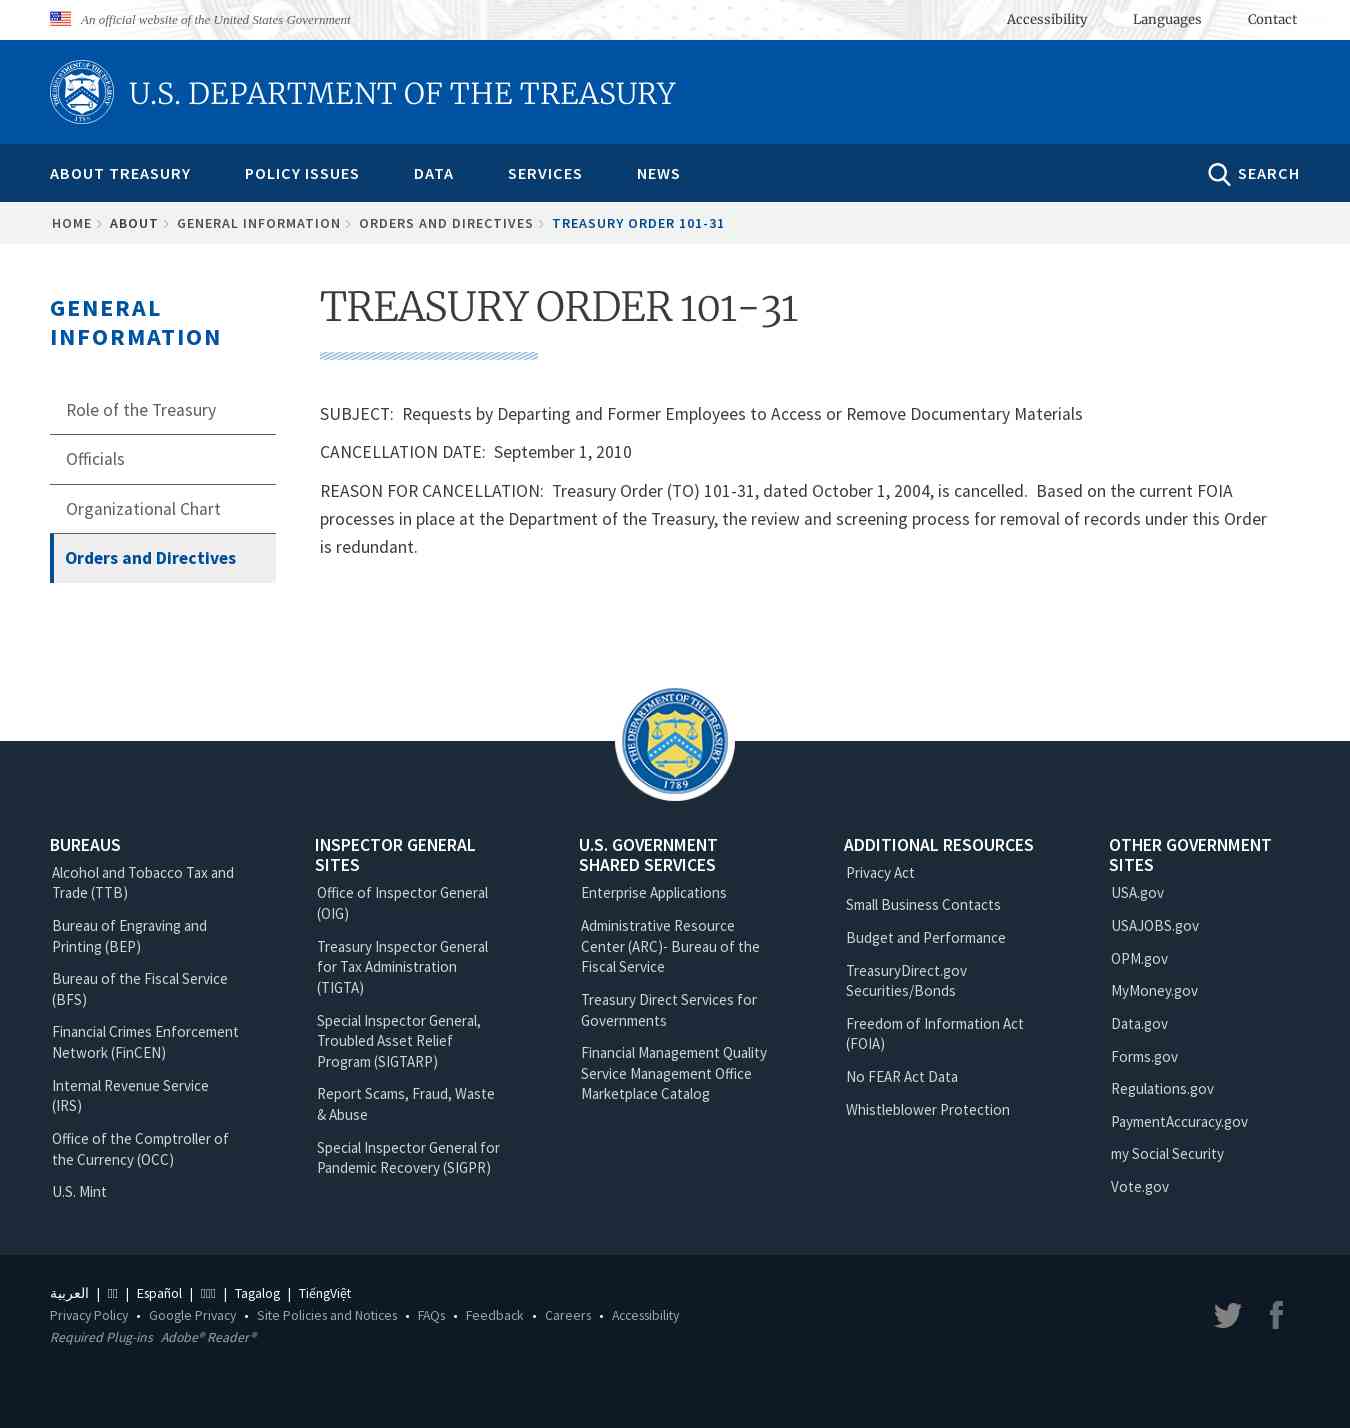 An official website of the United States Government
Accessibility Languages Contact
U.S. DEPARTMENT OF THE TREASURY
ABOUT TREASURY POLICY ISSUES DATA SERVICES NEWS SEARCH
HOME ABOUT GENERAL INFORMATION ORDERS AND DIRECTIVES TREASURY ORDER 101-31
GENERAL
INFORMATION
Role of the Treasury
Officials
Organizational Chart
Orders and Directives
TREASURY ORDER 101-31
SUBJECT:  Requests by Departing and Former Employees to Access or Remove Documentary Materials
CANCELLATION DATE:  September 1, 2010
REASON FOR CANCELLATION:  Treasury Order (TO) 101-31, dated October 1, 2004, is cancelled.  Based on the current FOIA
processes in place at the Department of the Treasury, the review and screening process for removal of records under this Order
is redundant.
THE DEPARTMENT OF THE TREASURY
1789
BUREAUS
Alcohol and Tobacco Tax and
Trade (TTB)
Bureau of Engraving and
Printing (BEP)
Bureau of the Fiscal Service
(BFS)
Financial Crimes Enforcement
Network (FinCEN)
Internal Revenue Service
(IRS)
Office of the Comptroller of
the Currency (OCC)
U.S. Mint
INSPECTOR GENERAL
SITES
Office of Inspector General
(OIG)
Treasury Inspector General
for Tax Administration
(TIGTA)
Special Inspector General,
Troubled Asset Relief
Program (SIGTARP)
Report Scams, Fraud, Waste
& Abuse
Special Inspector General for
Pandemic Recovery (SIGPR)
U.S. GOVERNMENT
SHARED SERVICES
Enterprise Applications
Administrative Resource
Center (ARC)- Bureau of the
Fiscal Service
Treasury Direct Services for
Governments
Financial Management Quality
Service Management Office
Marketplace Catalog
ADDITIONAL RESOURCES
Privacy Act
Small Business Contacts
Budget and Performance
TreasuryDirect.gov
Securities/Bonds
Freedom of Information Act
(FOIA)
No FEAR Act Data
Whistleblower Protection
OTHER GOVERNMENT
SITES
USA.gov
USAJOBS.gov
OPM.gov
MyMoney.gov
Data.gov
Forms.gov
Regulations.gov
PaymentAccuracy.gov
my Social Security
Vote.gov
العربية | | Español | | Tagalog | TiếngViệt
Privacy Policy • Google Privacy • Site Policies and Notices • FAQs • Feedback • Careers • Accessibility
Required Plug-ins Adobe® Reader®